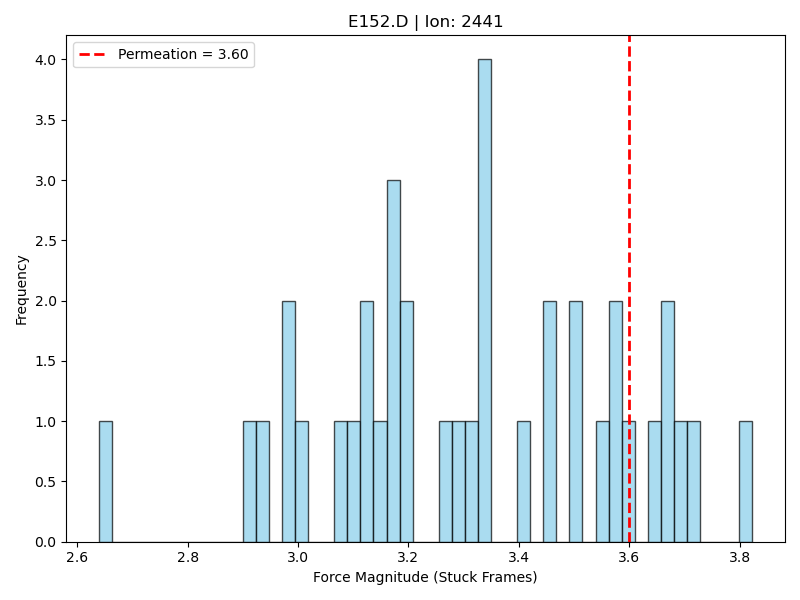 E152.D | Ion: 2441
Permeation = 3.60
4.0
3.5
3.0
2.5
2.0
1.5
1.0
0.5
0.0
Frequency
2.6 2.8 3.0 3.2 3.4 3.6 3.8
Force Magnitude (Stuck Frames)